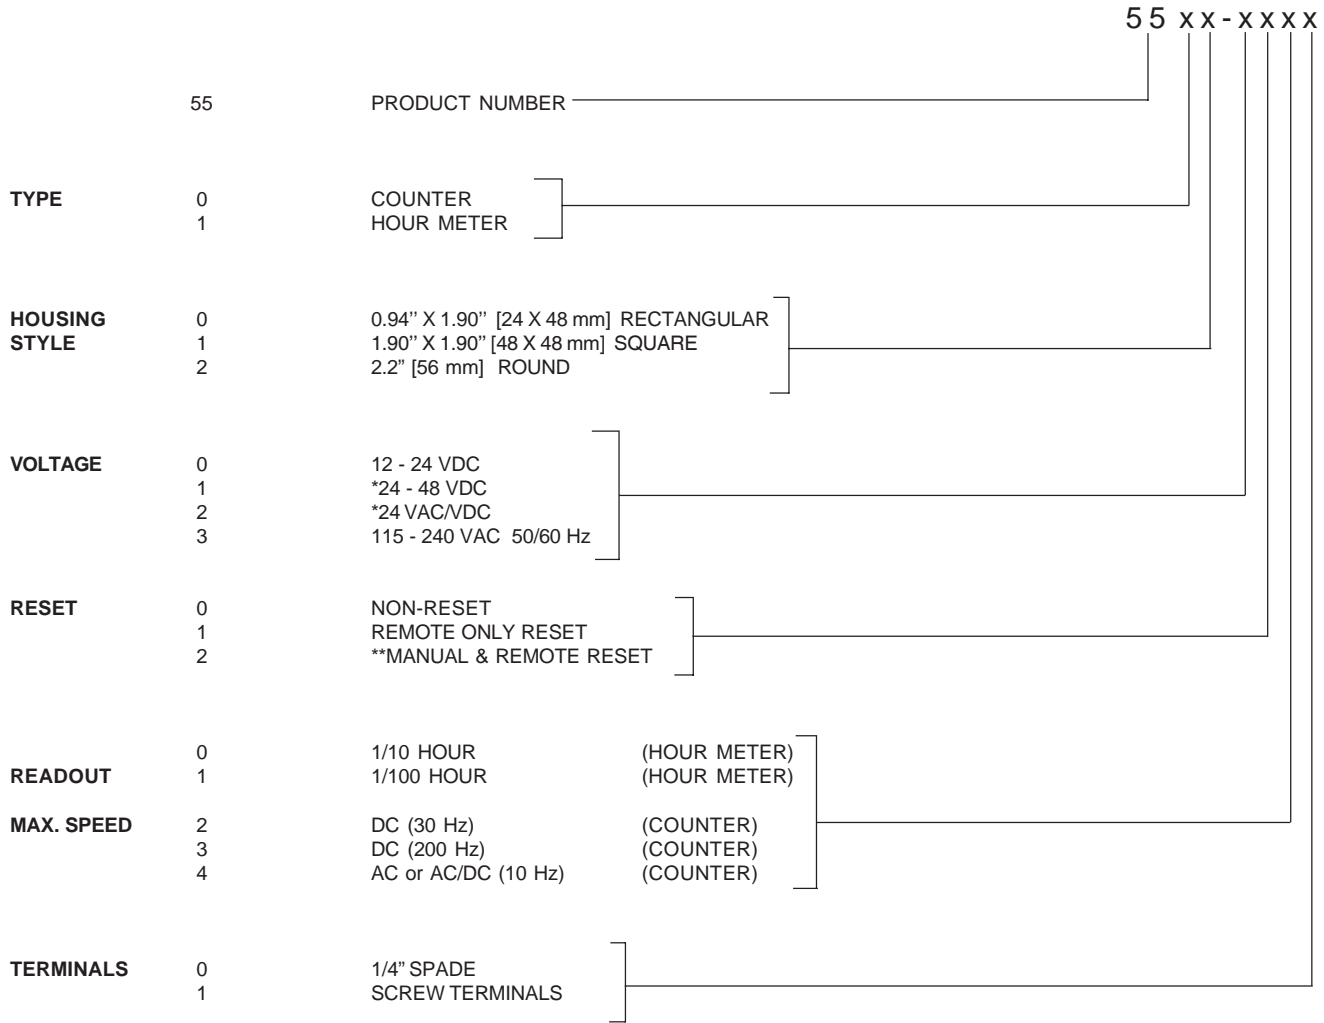 55 xx-xxxx
55 PRODUCT NUMBER
TYPE 0 COUNTER
1 HOUR METER
HOUSING 0 0.94’’ X 1.90’’ [24 X 48 mm] RECTANGULAR
STYLE 1 1.90’’ X 1.90’’ [48 X 48 mm] SQUARE
2 2.2” [56 mm] ROUND
VOLTAGE 0 12 - 24 VDC
1 *24 - 48 VDC
2 *24 VAC/VDC
3 115 - 240 VAC 50/60 Hz
RESET 0 NON-RESET
1 REMOTE ONLY RESET
2 **MANUAL & REMOTE RESET
0 1/10 HOUR (HOUR METER)
READOUT 1 1/100 HOUR (HOUR METER)
MAX. SPEED 2 DC (30 Hz) (COUNTER)
3 DC (200 Hz) (COUNTER)
4 AC or AC/DC (10 Hz) (COUNTER)
TERMINALS 0 1/4” SPADE
1 SCREW TERMINALS